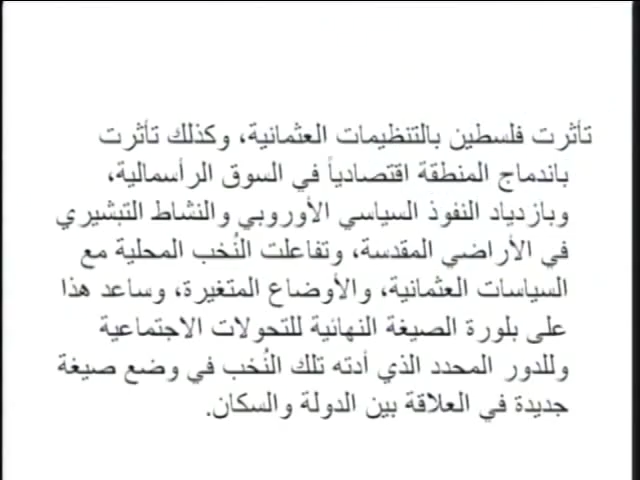 تأثرت فلسطين بالتنظيمات العثمانية، وكذلك تأثرت
باندماج المنطقة اقتصادياً في السوق الرأسمالية،
وبازدياد النفوذ السياسي الأوروبي والنشاط التبشيري
في الأراضي المقدسة، وتفاعلت النُخب المحلية مع
السياسات العثمانية، والأوضاع المتغيرة، وساعد هذا
على بلورة الصيغة النهائية للتحولات الاجتماعية
وللدور المحدد الذي أدته تلك النُخب في وضع صيغة
جديدة في العلاقة بين الدولة والسكان.